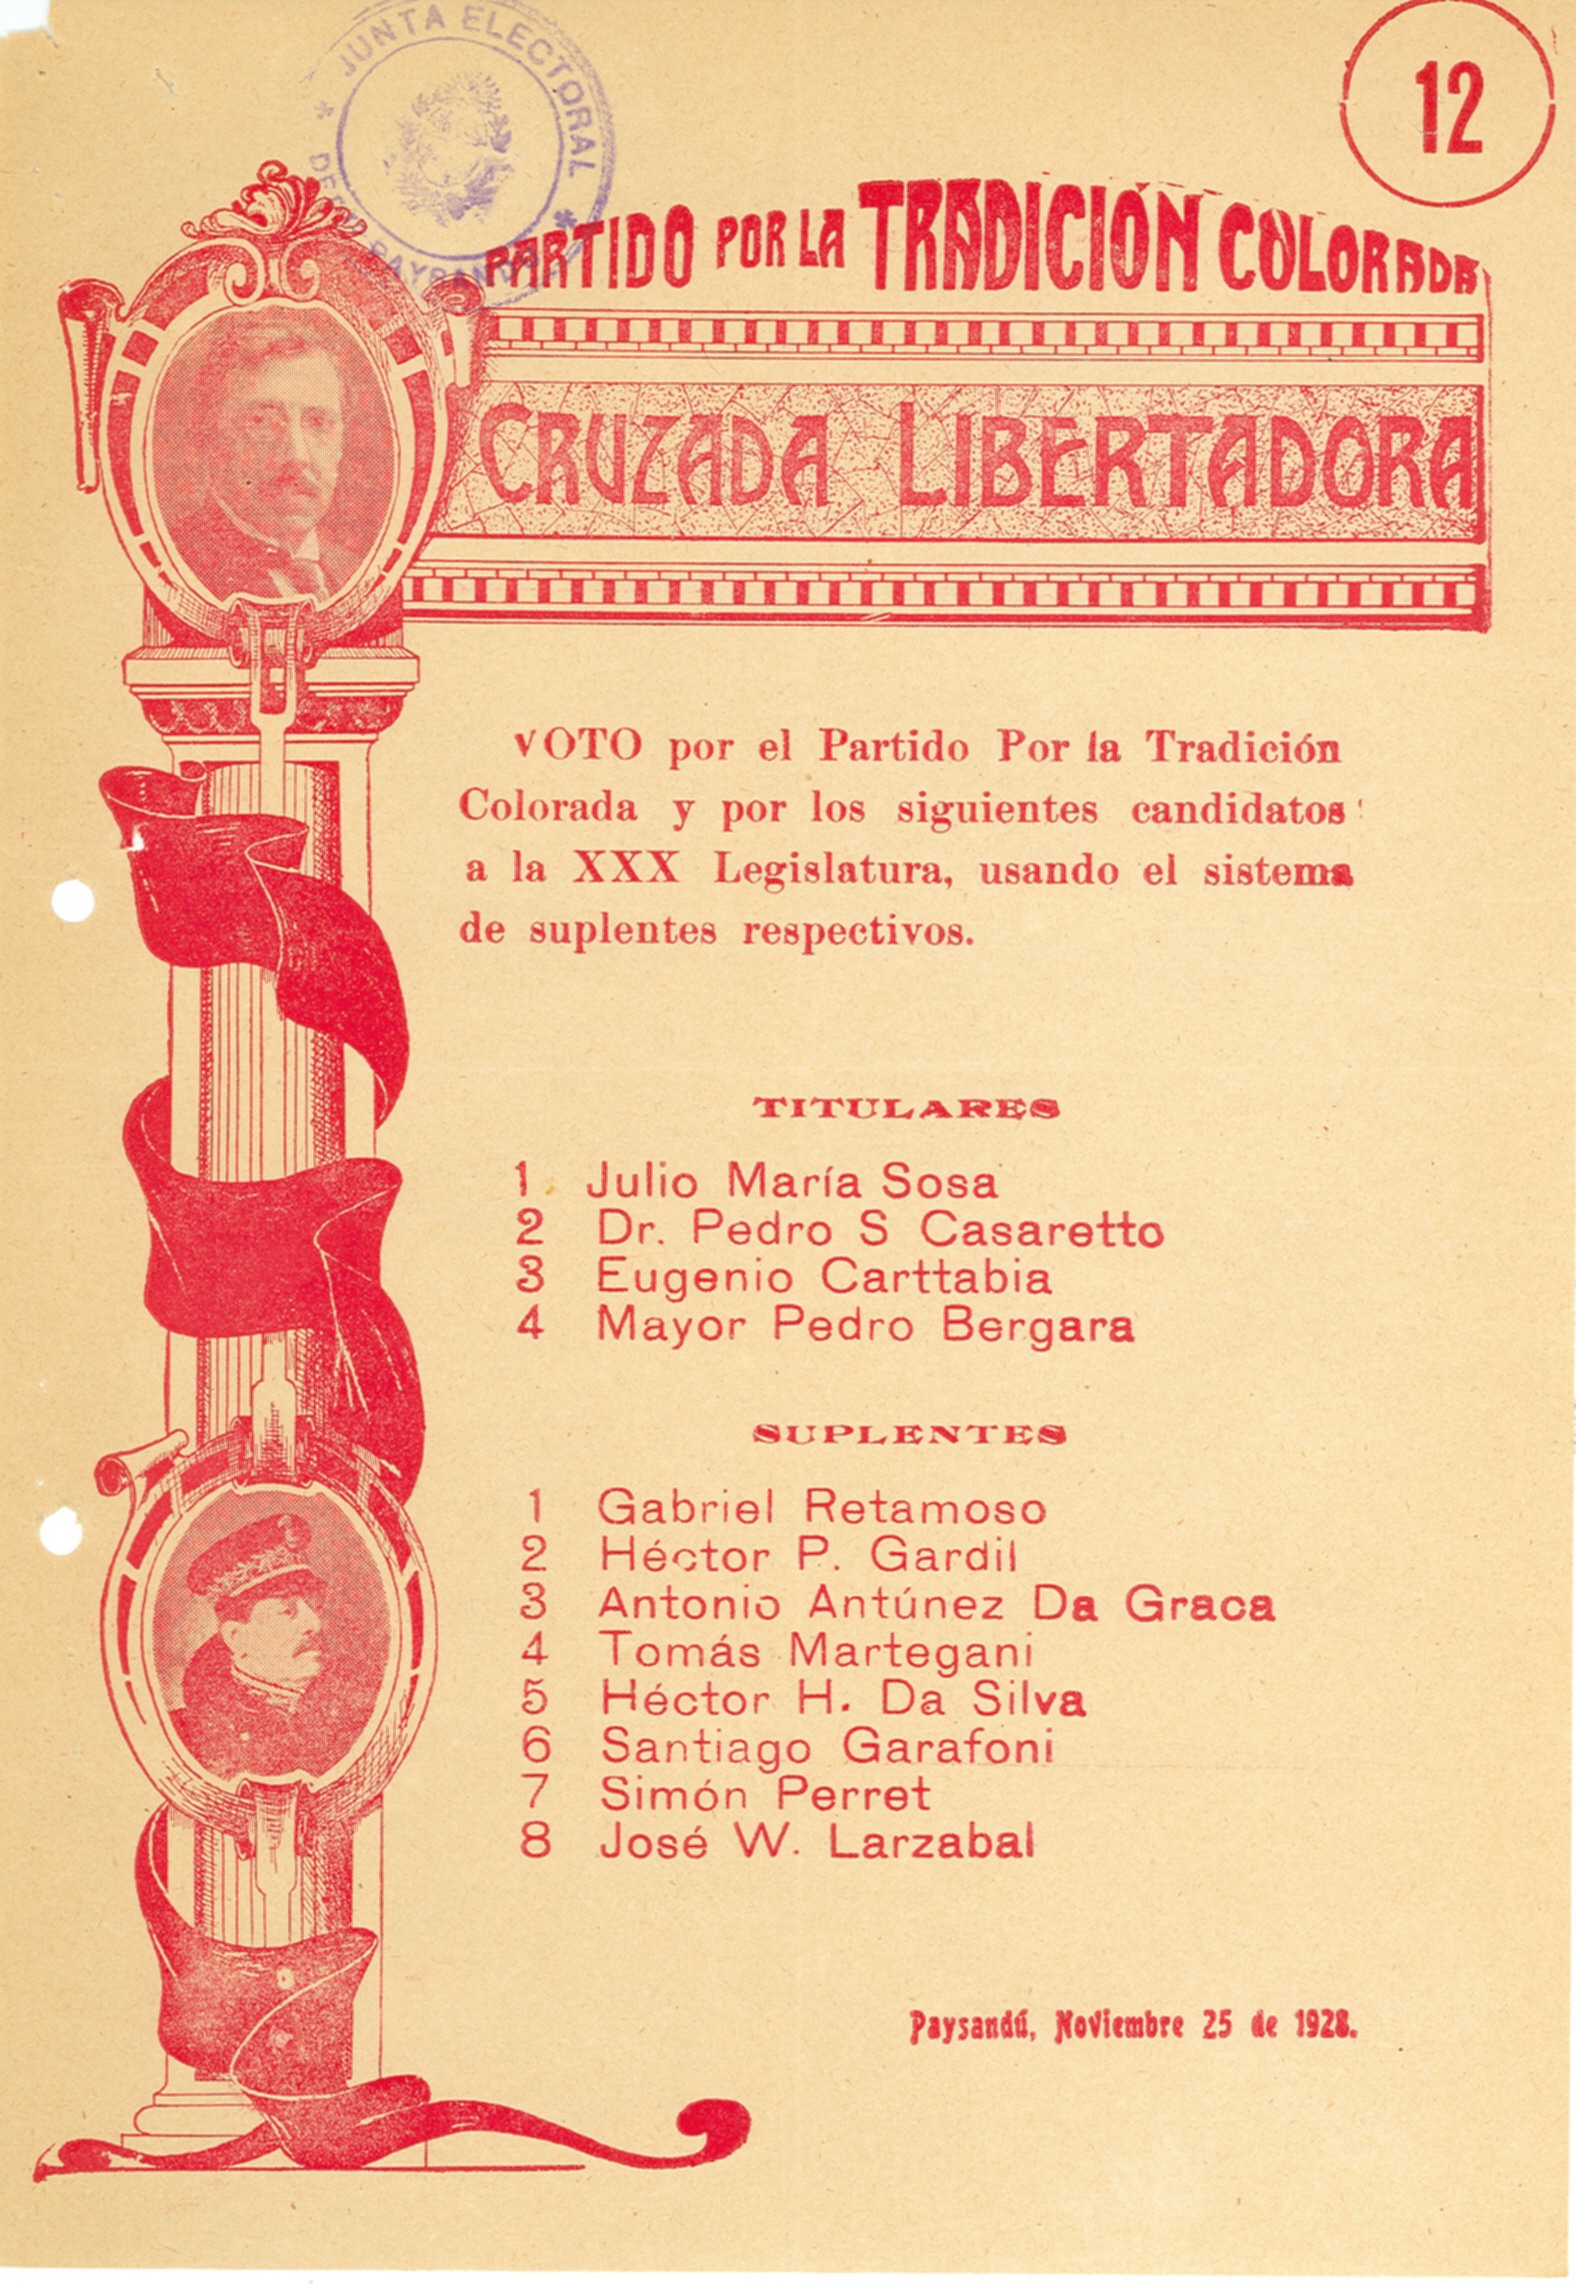 JUNTA ELECTORAL
DE PAYSANDÚ
12
PARTIDO POR LA TRADICIÓN COLORADA
CRUZADA LIBERTADORA
VOTO por el Partido Por la Tradición
Colorada y por los siguientes candidatos
a la XXX Legislatura, usando el sistema
de suplentes respectivos.
TITULARES
1 Julio María Sosa
2 Dr. Pedro S Casaretto
3 Eugenio Carttabia
4 Mayor Pedro Bergara
SUPLENTES
1 Gabriel Retamoso
2 Héctor P. Gardil
3 Antonio Antúnez Da Graca
4 Tomás Martegani
5 Héctor H. Da Silva
6 Santiago Garafoni
7 Simón Perret
8 José W. Larzabal
Paysandú, Noviembre 25 de 1928.